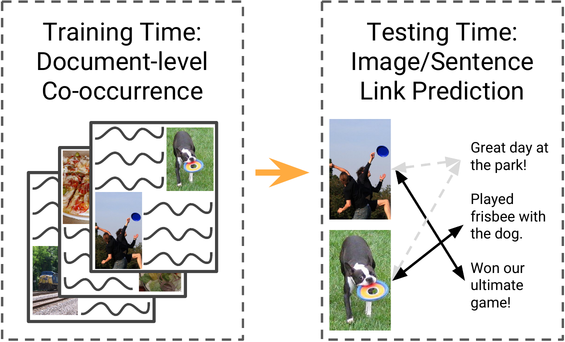 Training Time:
Document-level
Co-occurrence
Testing Time:
Image/Sentence
Link Prediction
Great day at
the park!
Played
frisbee with
the dog.
Won our
ultimate
game!